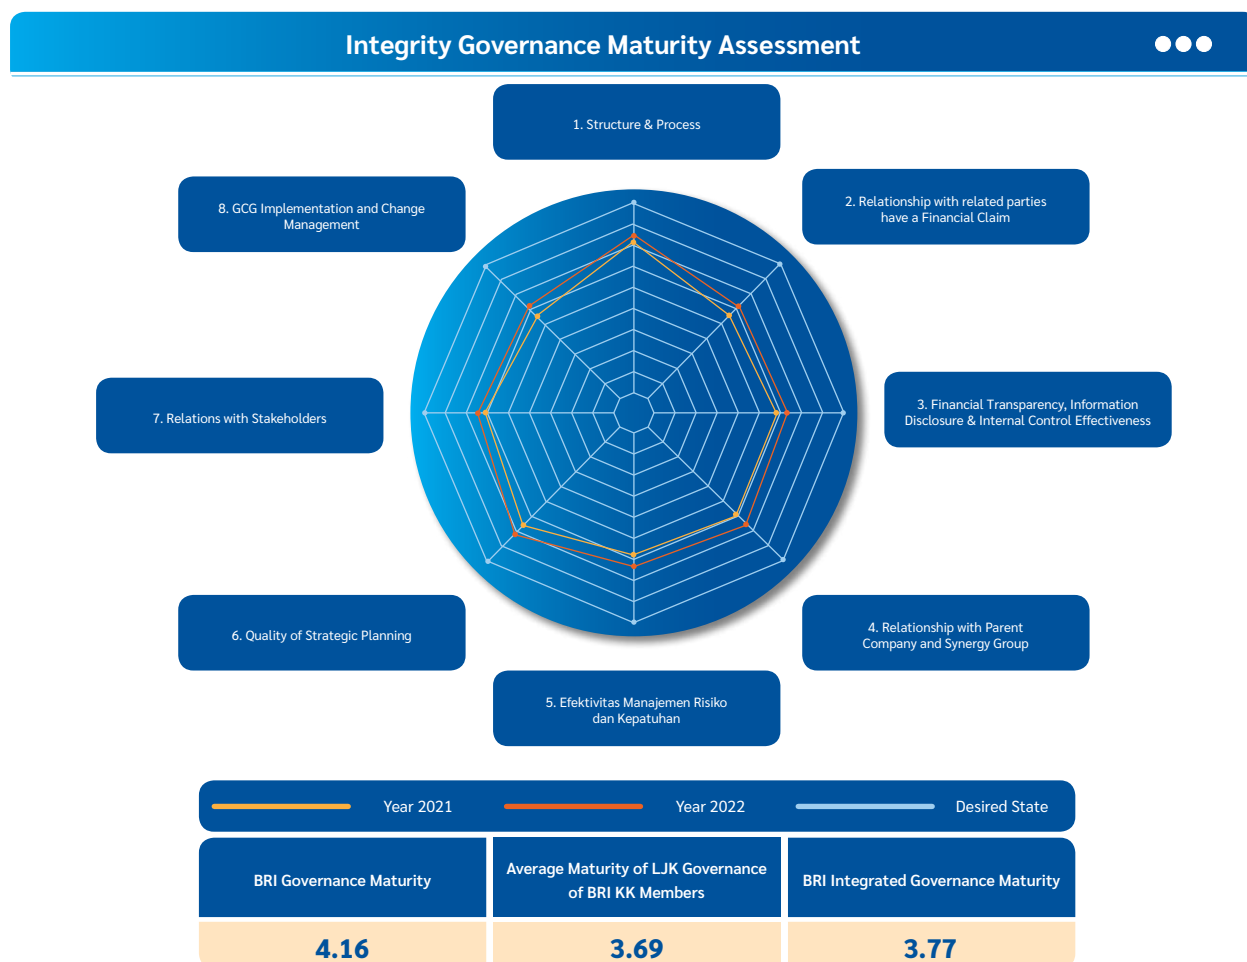 Integrity Governance Maturity Assessment
1. Structure & Process
2. Relationship with related parties
have a Financial Claim
3. Financial Transparency, Information
Disclosure & Internal Control Effectiveness
4. Relationship with Parent
Company and Synergy Group
5. Efektivitas Manajemen Risiko
dan Kepatuhan
6. Quality of Strategic Planning
7. Relations with Stakeholders
8. GCG Implementation and Change
Management
Year 2021
Year 2022
Desired State
BRI Governance Maturity
Average Maturity of LJK Governance
of BRI KK Members
BRI Integrated Governance Maturity
4.16
3.69
3.77